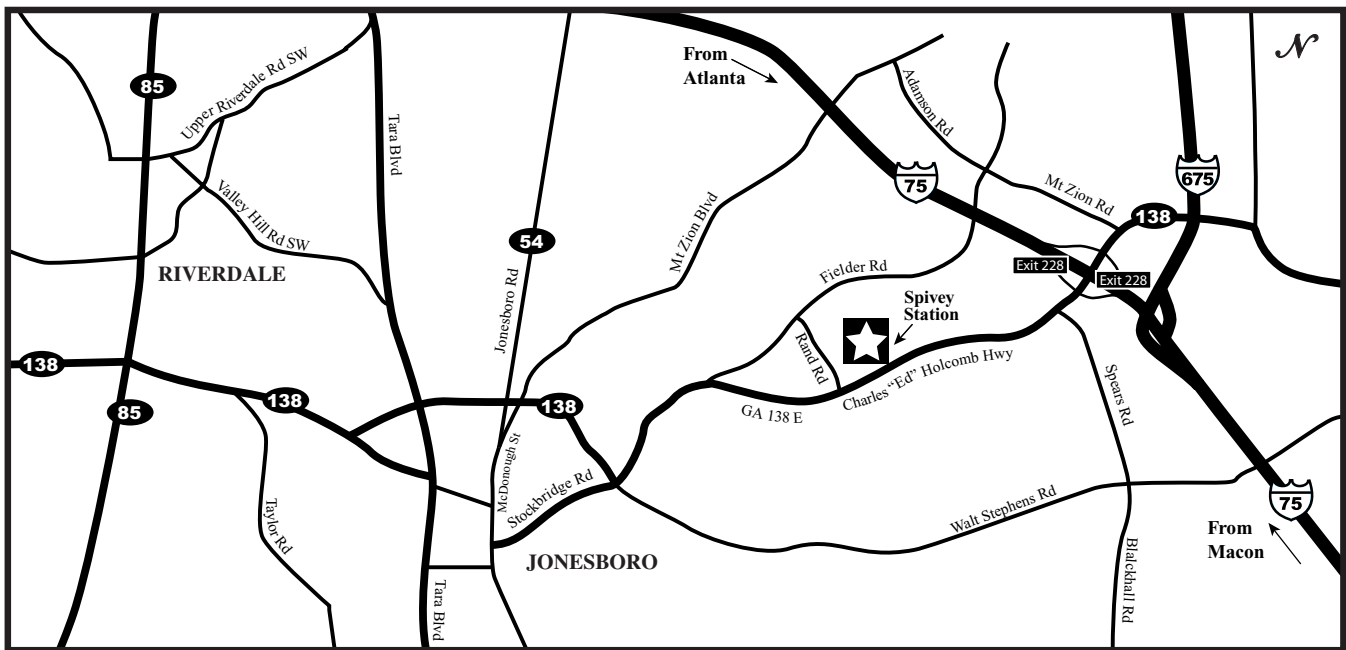 N
From
Atlanta
85
Upper Riverdale Rd SW
Tara Blvd
Adamson Rd
75
675
Mt Zion Rd
138
Valley Hill Rd SW
54
Mt Zion Blvd
RIVERDALE
Jonesboro Rd
Fielder Rd
Exit 228
Exit 228
Spivey
Station
Rand Rd
138
138
138
85
GA 138 E
Charles “Ed” Holcomb Hwy
Spears Rd
McDonough St
Stockbridge Rd
Taylor Rd
Walt Stephens Rd
75
From
Macon
JONESBORO
Tara Blvd
Blalckhall Rd